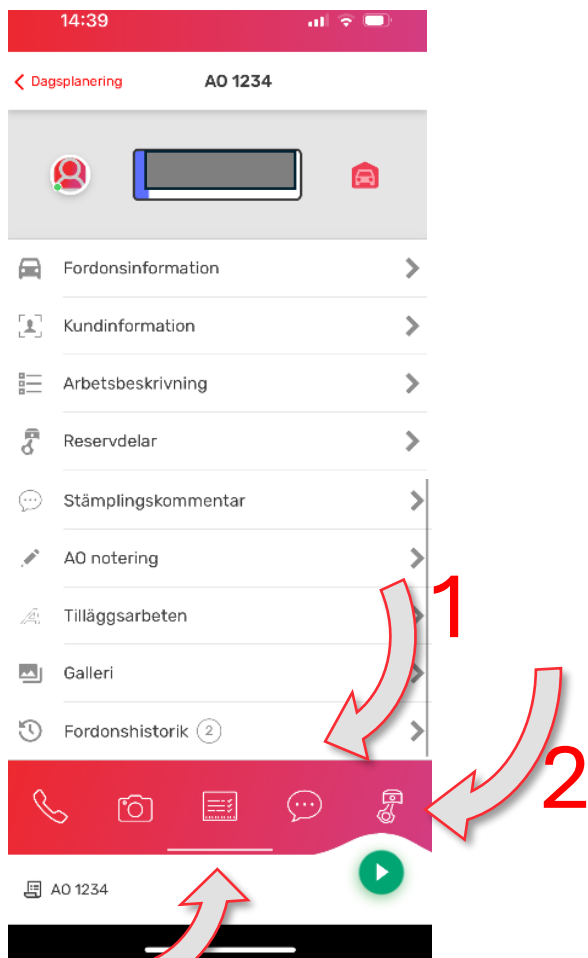 14:39
Dagsplanering AO 1234
Fordonsinformation
Kundinformation
Arbetsbeskrivning
Reservdelar
Stämplingskommentar
AO notering
1
Tilläggsarbeten
Galleri
Fordonshistorik 2
2
AO 1234